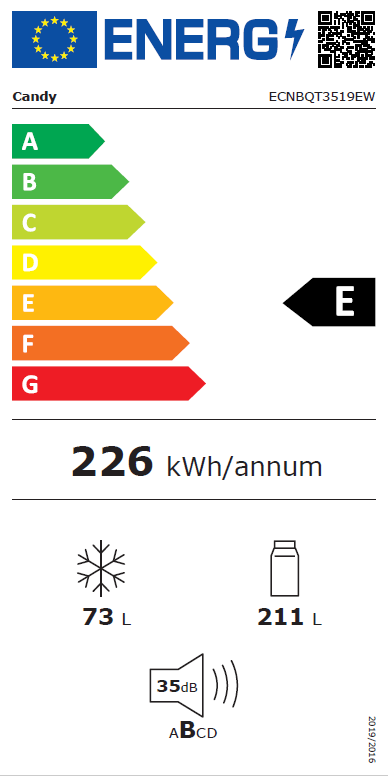 ENERG
Candy ECNBQT3519EW
A
B
C
D
E
E
F
G
226 kWh/annum
73 L 211 L
35dB
ABCD
2019/2016